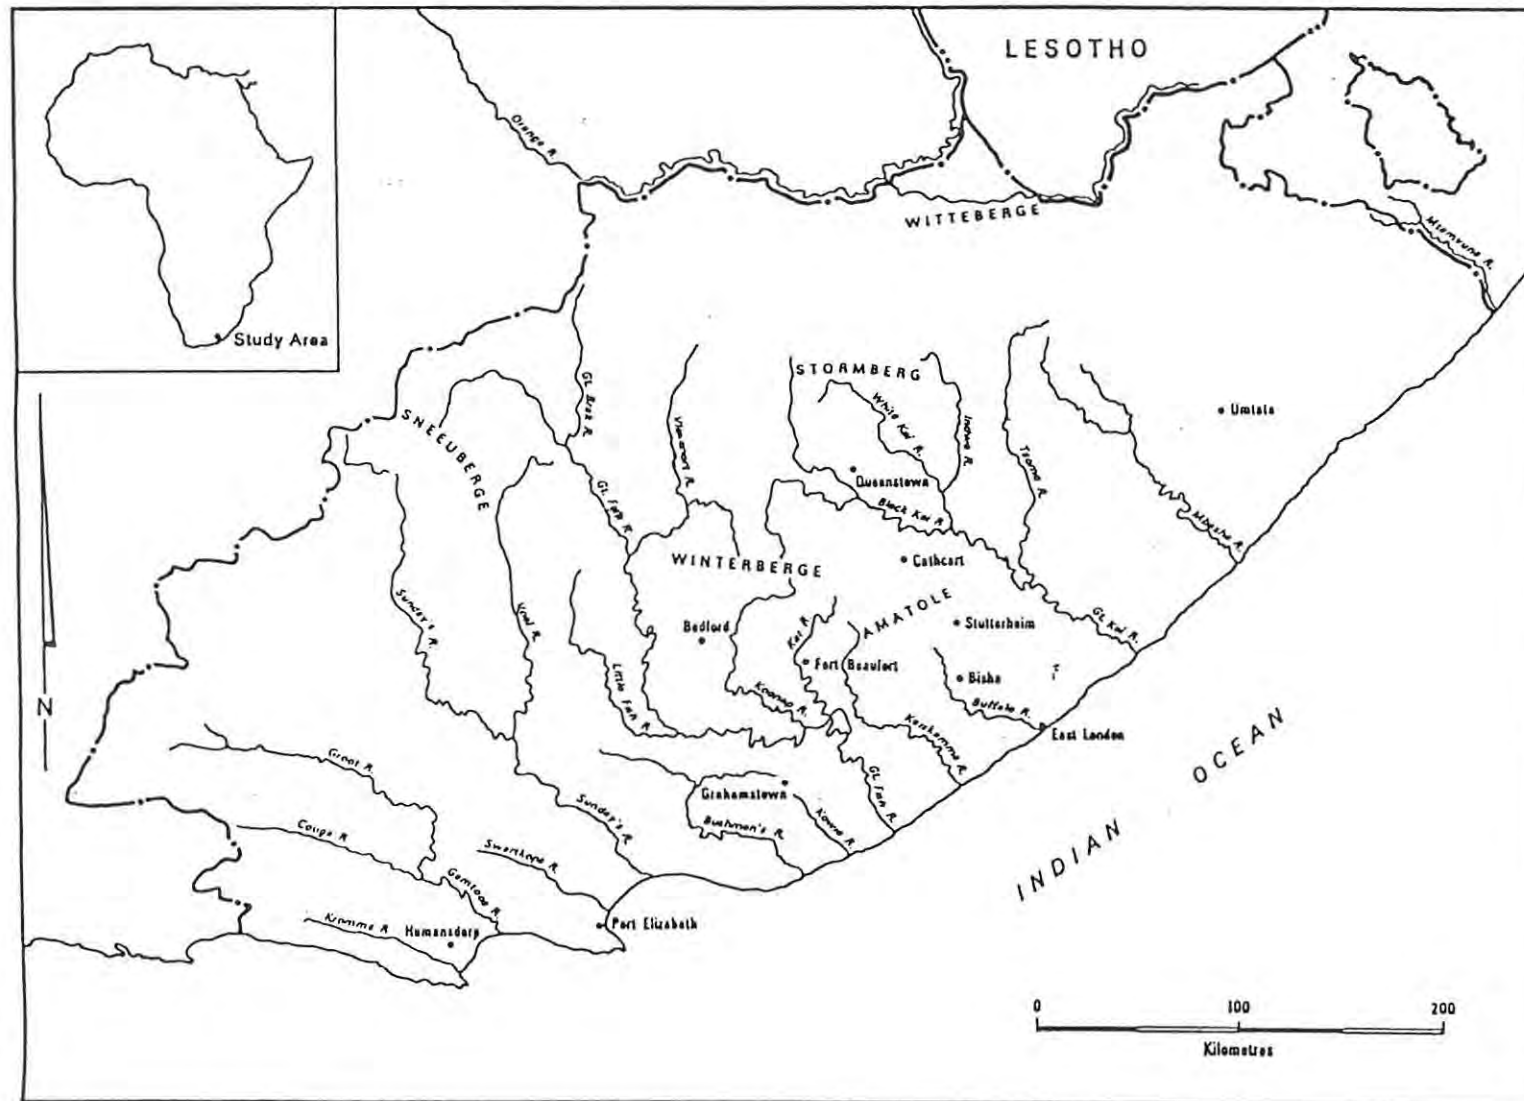 LESOTHO
Orange R.
WITTEBERGE
Mtamvuna R.
Study Area
STORMBERG
SNEEUBERGE
Gt. Brak R.
Vlekpoort R.
White Kei R.
Indwe R.
Tsomo R.
Umtata
Queenstown
Gt. Fish R.
Black Kei R.
Mbashe R.
WINTERBERGE
Cathcart
Sunday's R.
Vogel R.
AMATOLE
Gt. Kei R.
Bedford
Kat R.
Stutterheim
Fort Beaufort
Little Fish R.
Bisho
Koonap R.
Buffalo R.
N
Keiskamma R.
East London
Groot R.
Gt. Fish R.
INDIAN OCEAN
Grahamstown
Sunday's R.
Bushman's R.
Kowie R.
Couga R.
Swartkops R.
Gamtoos R.
Kromme R.
Humansdorp
Port Elizabeth
0 100 200
Kilometres